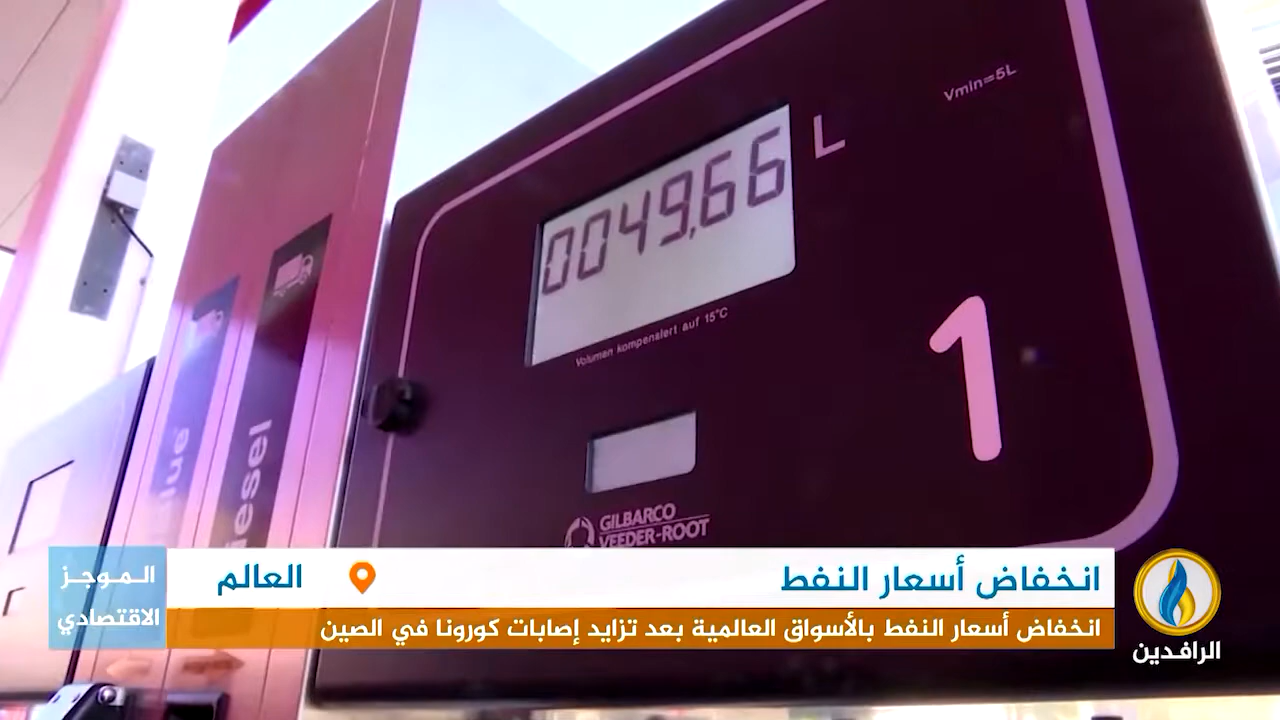 Vmin=5L
0049,66 L
Volumen kompensiert auf 15°C
1
GILBARCO
VEEDER-ROOT
انخفاض أسعار النفط
العالم
انخفاض أسعار النفط بالأسواق العالمية بعد تزايد إصابات كورونا في الصين
الموجز
الاقتصادي
الرافدين